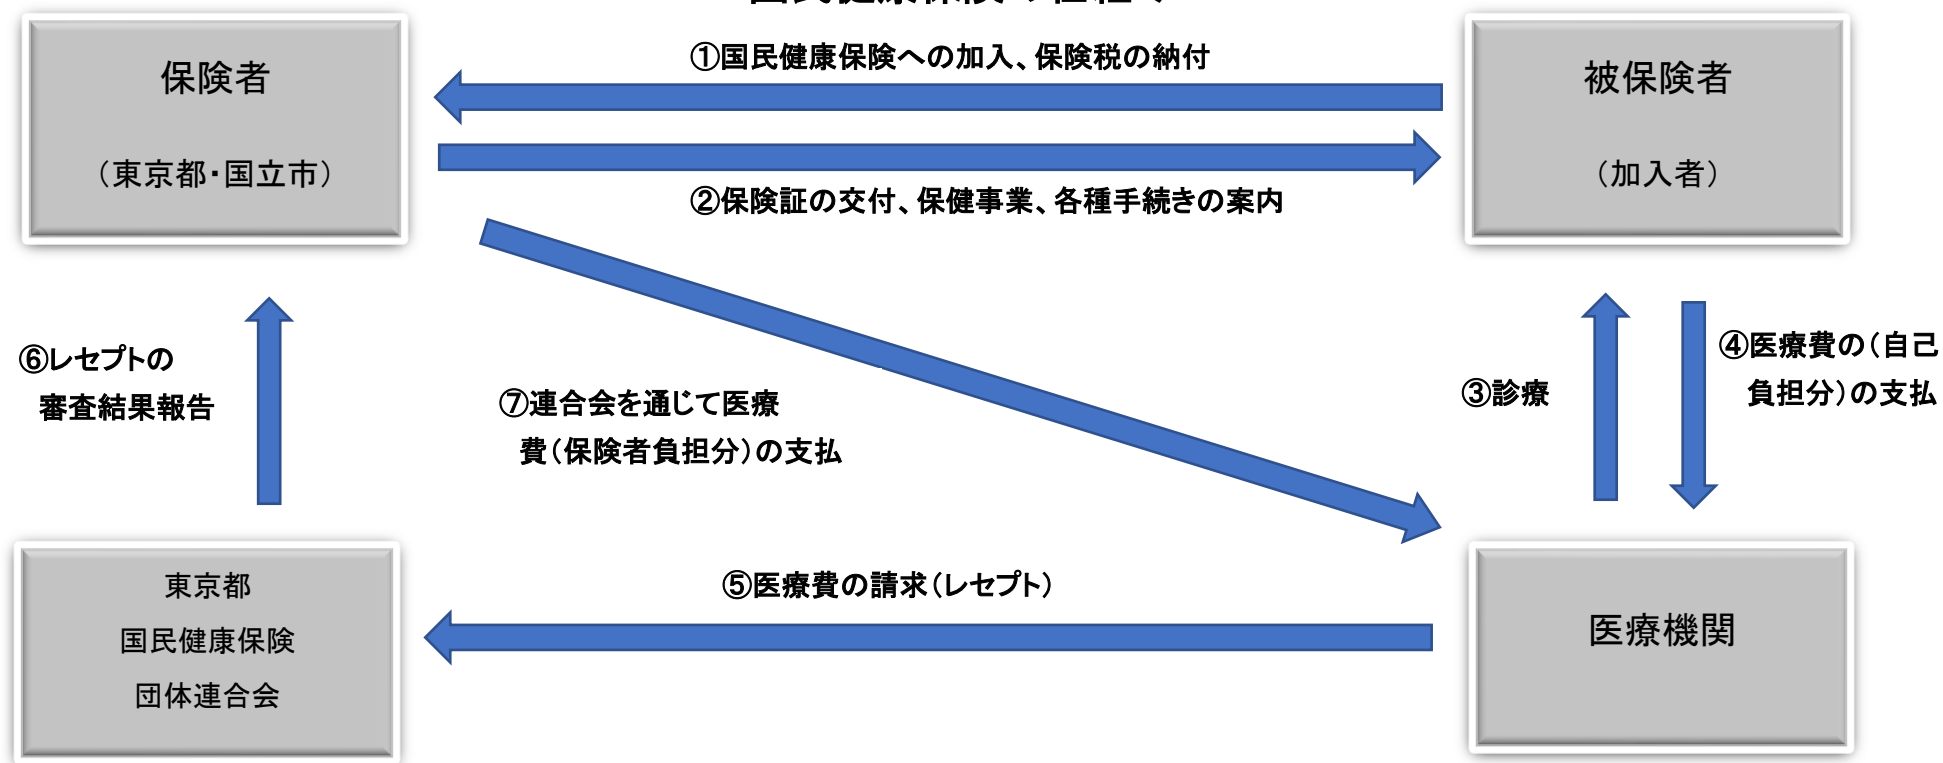 ①国民健康保険への加入、保険税の納付
保険者
(東京都・国立市)
被保険者
(加入者)
②保険証の交付、保健事業、各種手続きの案内
⑥レセプトの
審査結果報告
⑦連合会を通じて医療
費(保険者負担分)の支払
③診療
④医療費の(自己
負担分)の支払
⑤医療費の請求(レセプト)
東京都
国民健康保険
団体連合会
医療機関